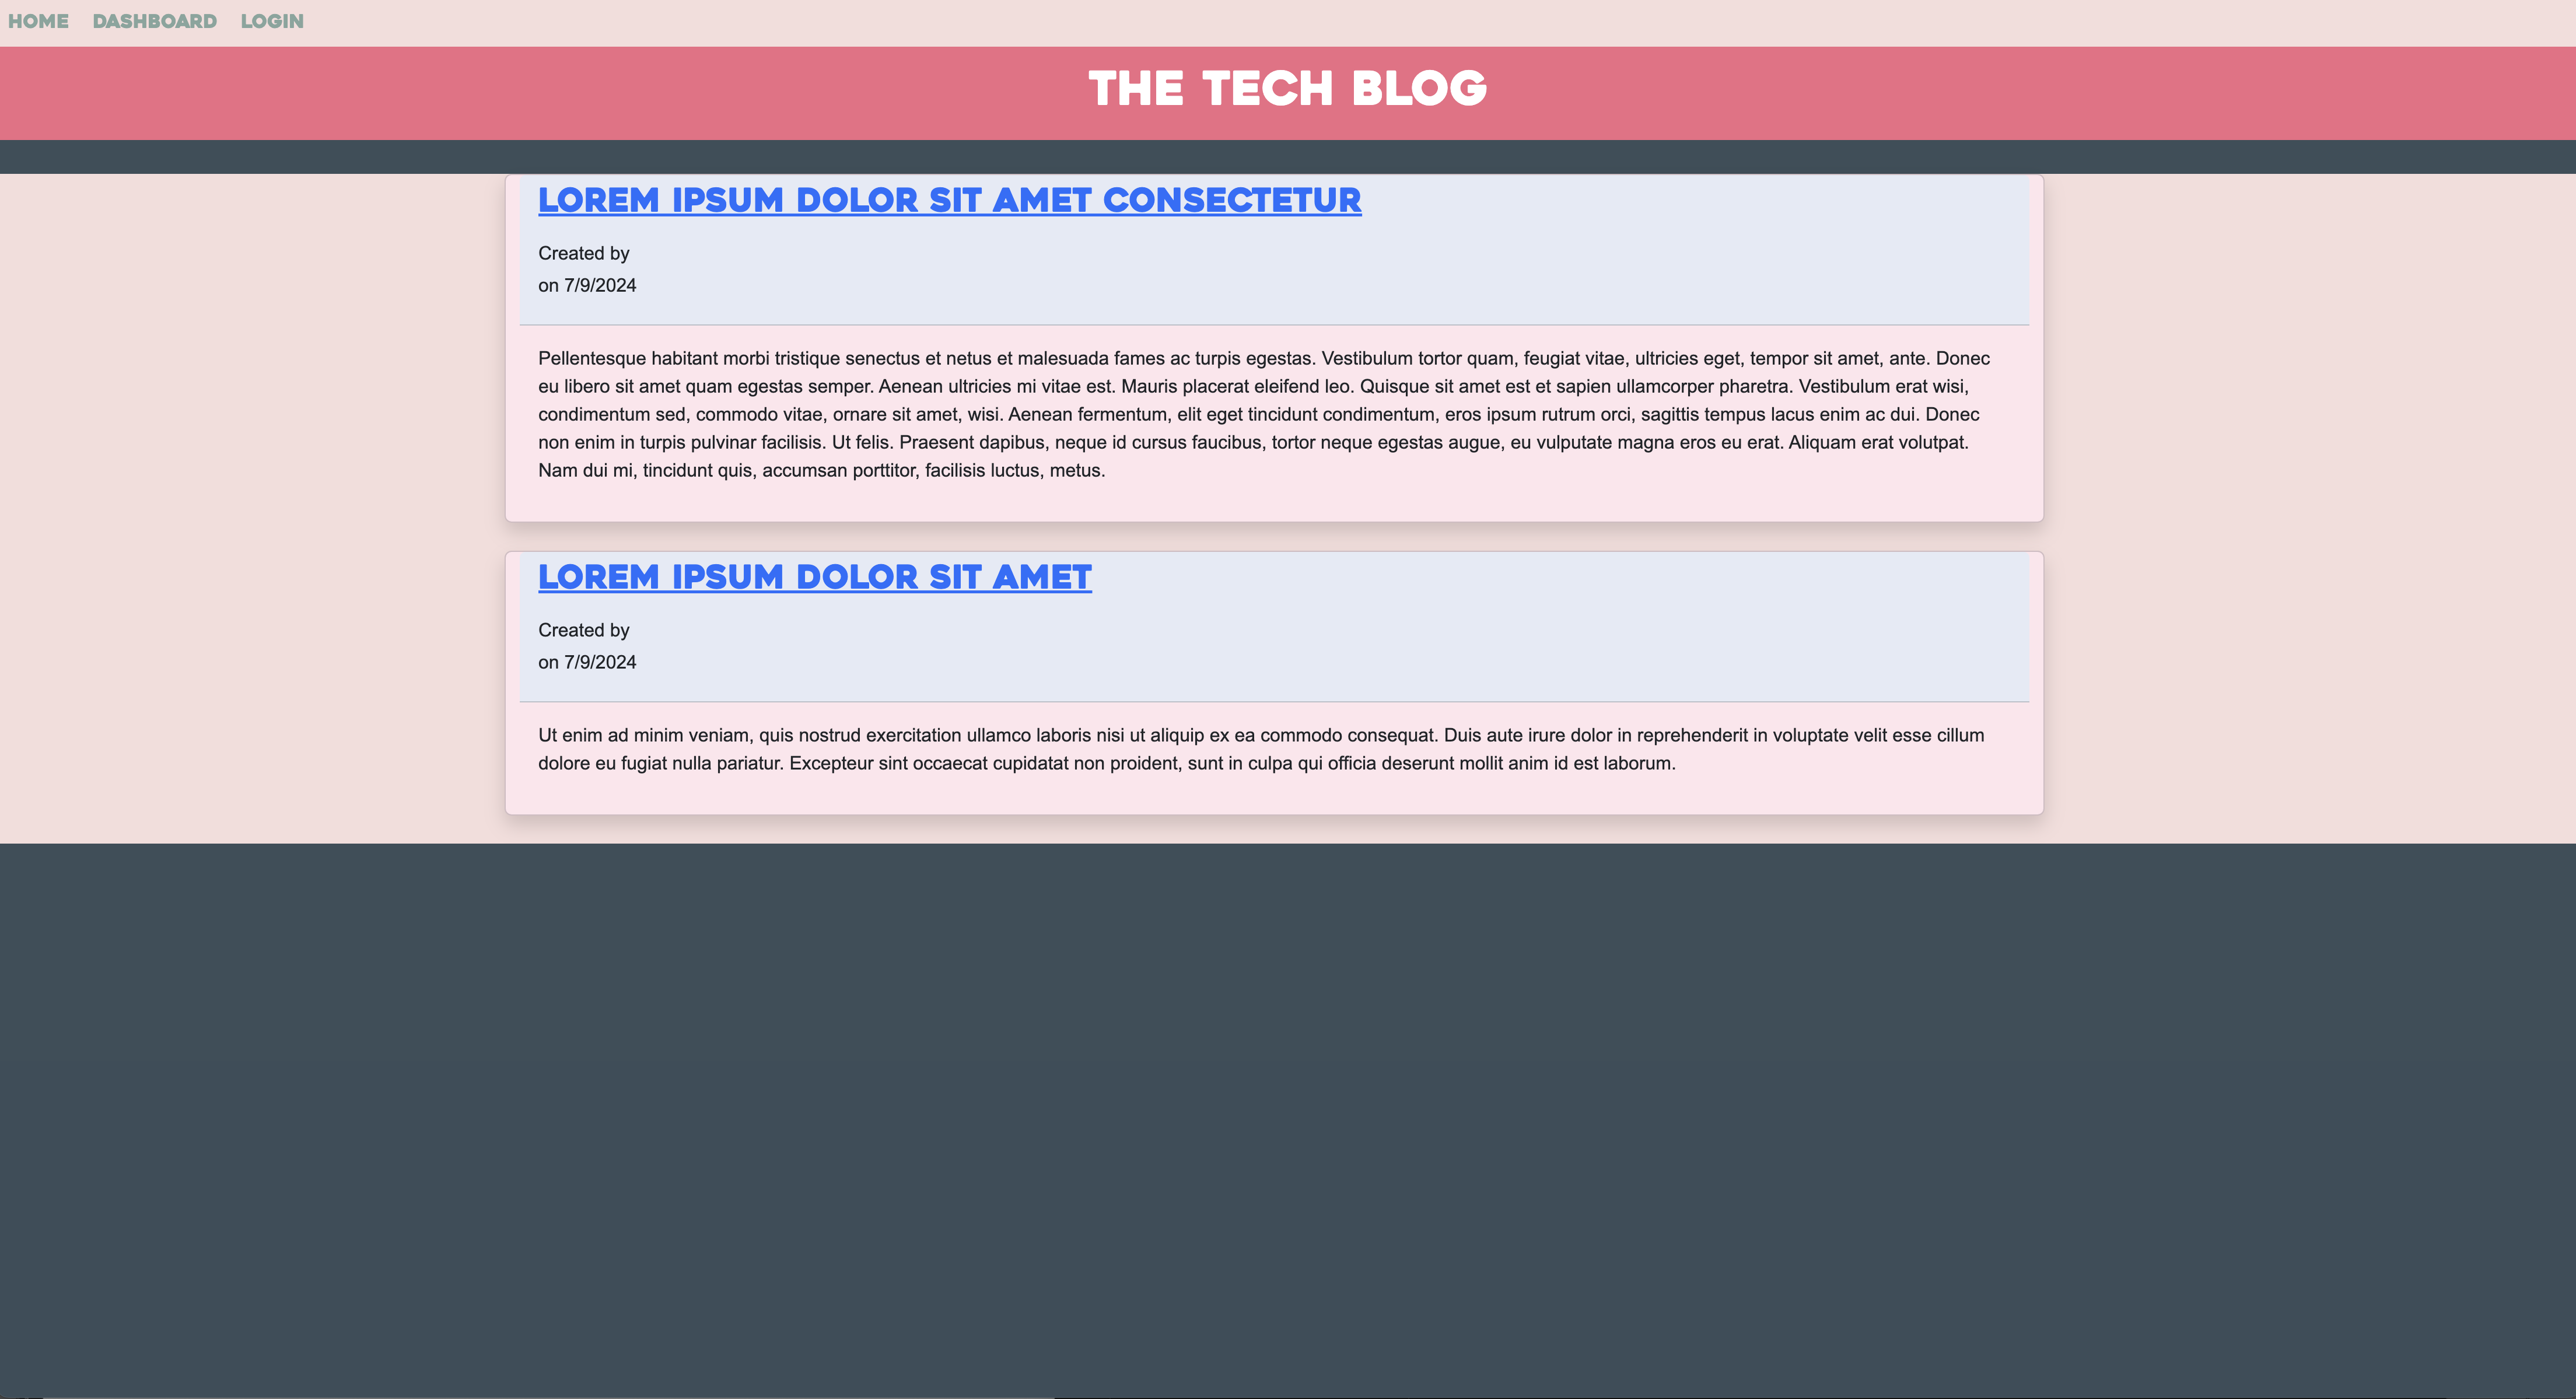 HOME DASHBOARD LOGIN
THE TECH BLOG
LOREM IPSUM DOLOR SIT AMET CONSECTETUR
Created by
on 7/9/2024
Pellentesque habitant morbi tristique senectus et netus et malesuada fames ac turpis egestas. Vestibulum tortor quam, feugiat vitae, ultricies eget, tempor sit amet, ante. Donec
eu libero sit amet quam egestas semper. Aenean ultricies mi vitae est. Mauris placerat eleifend leo. Quisque sit amet est et sapien ullamcorper pharetra. Vestibulum erat wisi,
condimentum sed, commodo vitae, ornare sit amet, wisi. Aenean fermentum, elit eget tincidunt condimentum, eros ipsum rutrum orci, sagittis tempus lacus enim ac dui. Donec
non enim in turpis pulvinar facilisis. Ut felis. Praesent dapibus, neque id cursus faucibus, tortor neque egestas augue, eu vulputate magna eros eu erat. Aliquam erat volutpat.
Nam dui mi, tincidunt quis, accumsan porttitor, facilisis luctus, metus.
LOREM IPSUM DOLOR SIT AMET
Created by
on 7/9/2024
Ut enim ad minim veniam, quis nostrud exercitation ullamco laboris nisi ut aliquip ex ea commodo consequat. Duis aute irure dolor in reprehenderit in voluptate velit esse cillum
dolore eu fugiat nulla pariatur. Excepteur sint occaecat cupidatat non proident, sunt in culpa qui officia deserunt mollit anim id est laborum.